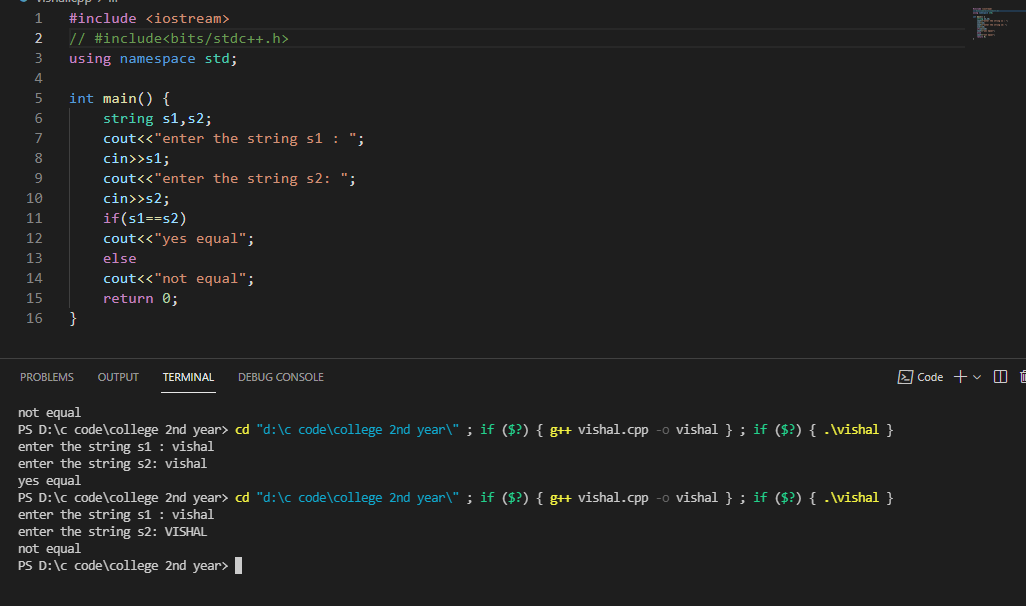 1 #include <iostream>
2 // #include<bits/stdc++.h>
3 using namespace std;
4
5 int main() {
6 string s1,s2;
7 cout<<"enter the string s1 : ";
8 cin>>s1;
9 cout<<"enter the string s2: ";
10 cin>>s2;
11 if(s1==s2)
12 cout<<"yes equal";
13 else
14 cout<<"not equal";
15 return 0;
16 }
PROBLEMS OUTPUT TERMINAL DEBUG CONSOLE Code
not equal
PS D:\c code\college 2nd year> cd "d:\c code\college 2nd year\" ; if ($?) { g++ vishal.cpp -o vishal } ; if ($?) { .\vishal }
enter the string s1 : vishal
enter the string s2: vishal
yes equal
PS D:\c code\college 2nd year> cd "d:\c code\college 2nd year\" ; if ($?) { g++ vishal.cpp -o vishal } ; if ($?) { .\vishal }
enter the string s1 : vishal
enter the string s2: VISHAL
not equal
PS D:\c code\college 2nd year>